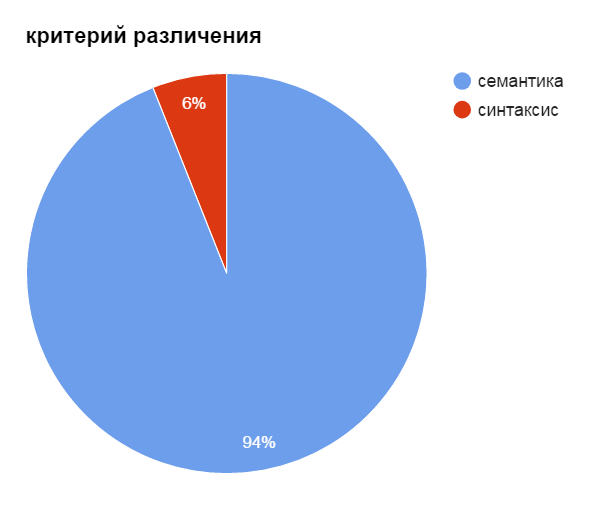 критерий различения
семантика
синтаксис
6%
94%